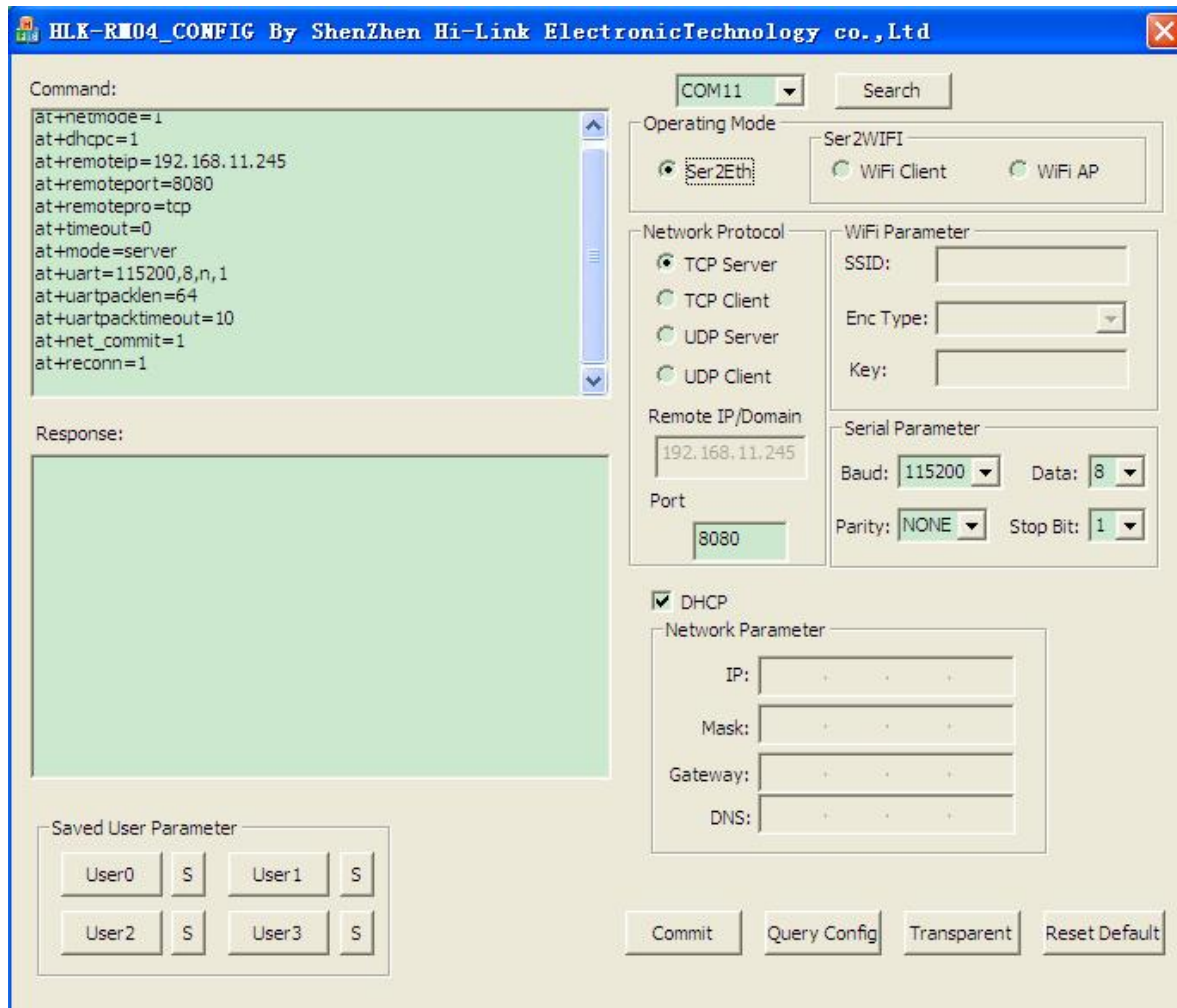 HLK-RM04_CONFIG By ShenZhen Hi-Link ElectronicTechnology co.,Ltd
Command:
at+netmode=1
at+dhcpc=1
at+remoteip=192.168.11.245
at+remoteport=8080
at+remotepro=tcp
at+timeout=0
at+mode=server
at+uart=115200,8,n,1
at+uartpacklen=64
at+uartpacktimeout=10
at+net_commit=1
at+reconn=1
Response:
Saved User Parameter
User0 S User1 S
User2 S User3 S
COM11 Search
Operating Mode
Ser2Eth
Ser2WIFI
WiFi Client WiFi AP
Network Protocol
TCP Server
TCP Client
UDP Server
UDP Client
Remote IP/Domain
192.168.11.245
Port
8080
WiFi Parameter
SSID:
Enc Type:
Key:
Serial Parameter
Baud: 115200 Data: 8
Parity: NONE Stop Bit: 1
DHCP
Network Parameter
IP:
Mask:
Gateway:
DNS:
Commit Query Config Transparent Reset Default